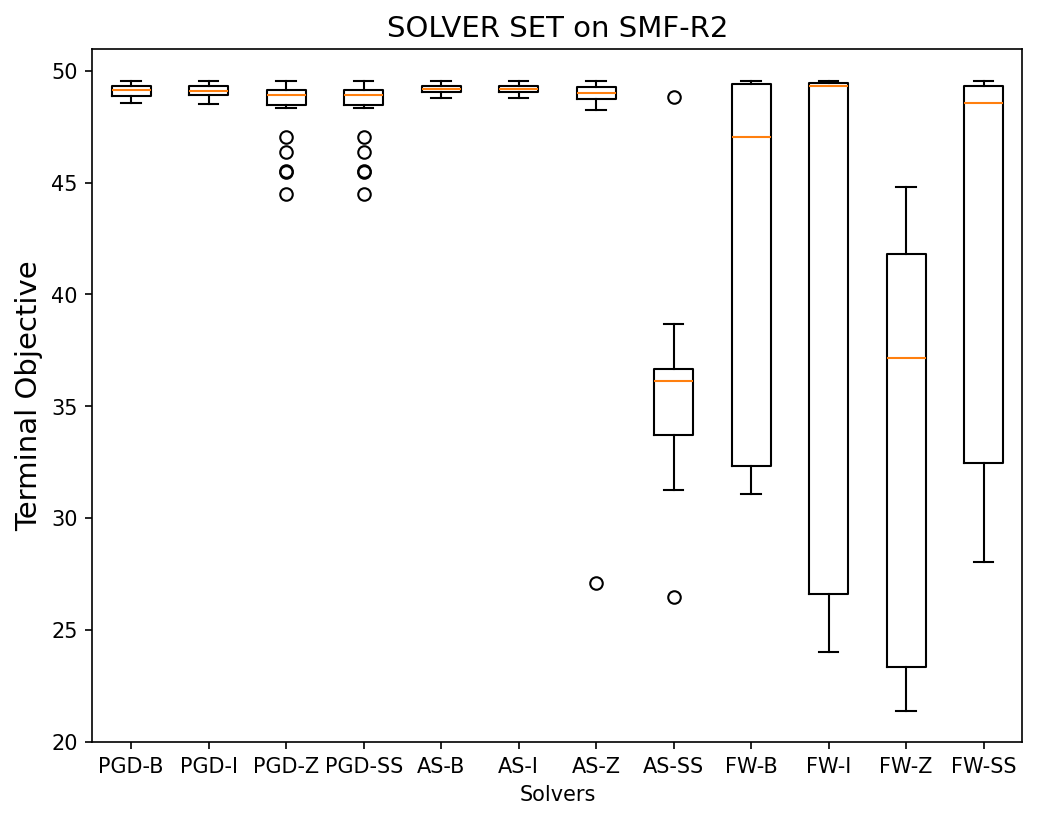 SOLVER SET on SMF-R2
Terminal Objective
50
45
40
35
30
25
20
PGD-B PGD-I PGD-Z PGD-SS AS-B AS-I AS-Z AS-SS FW-B FW-I FW-Z FW-SS
Solvers